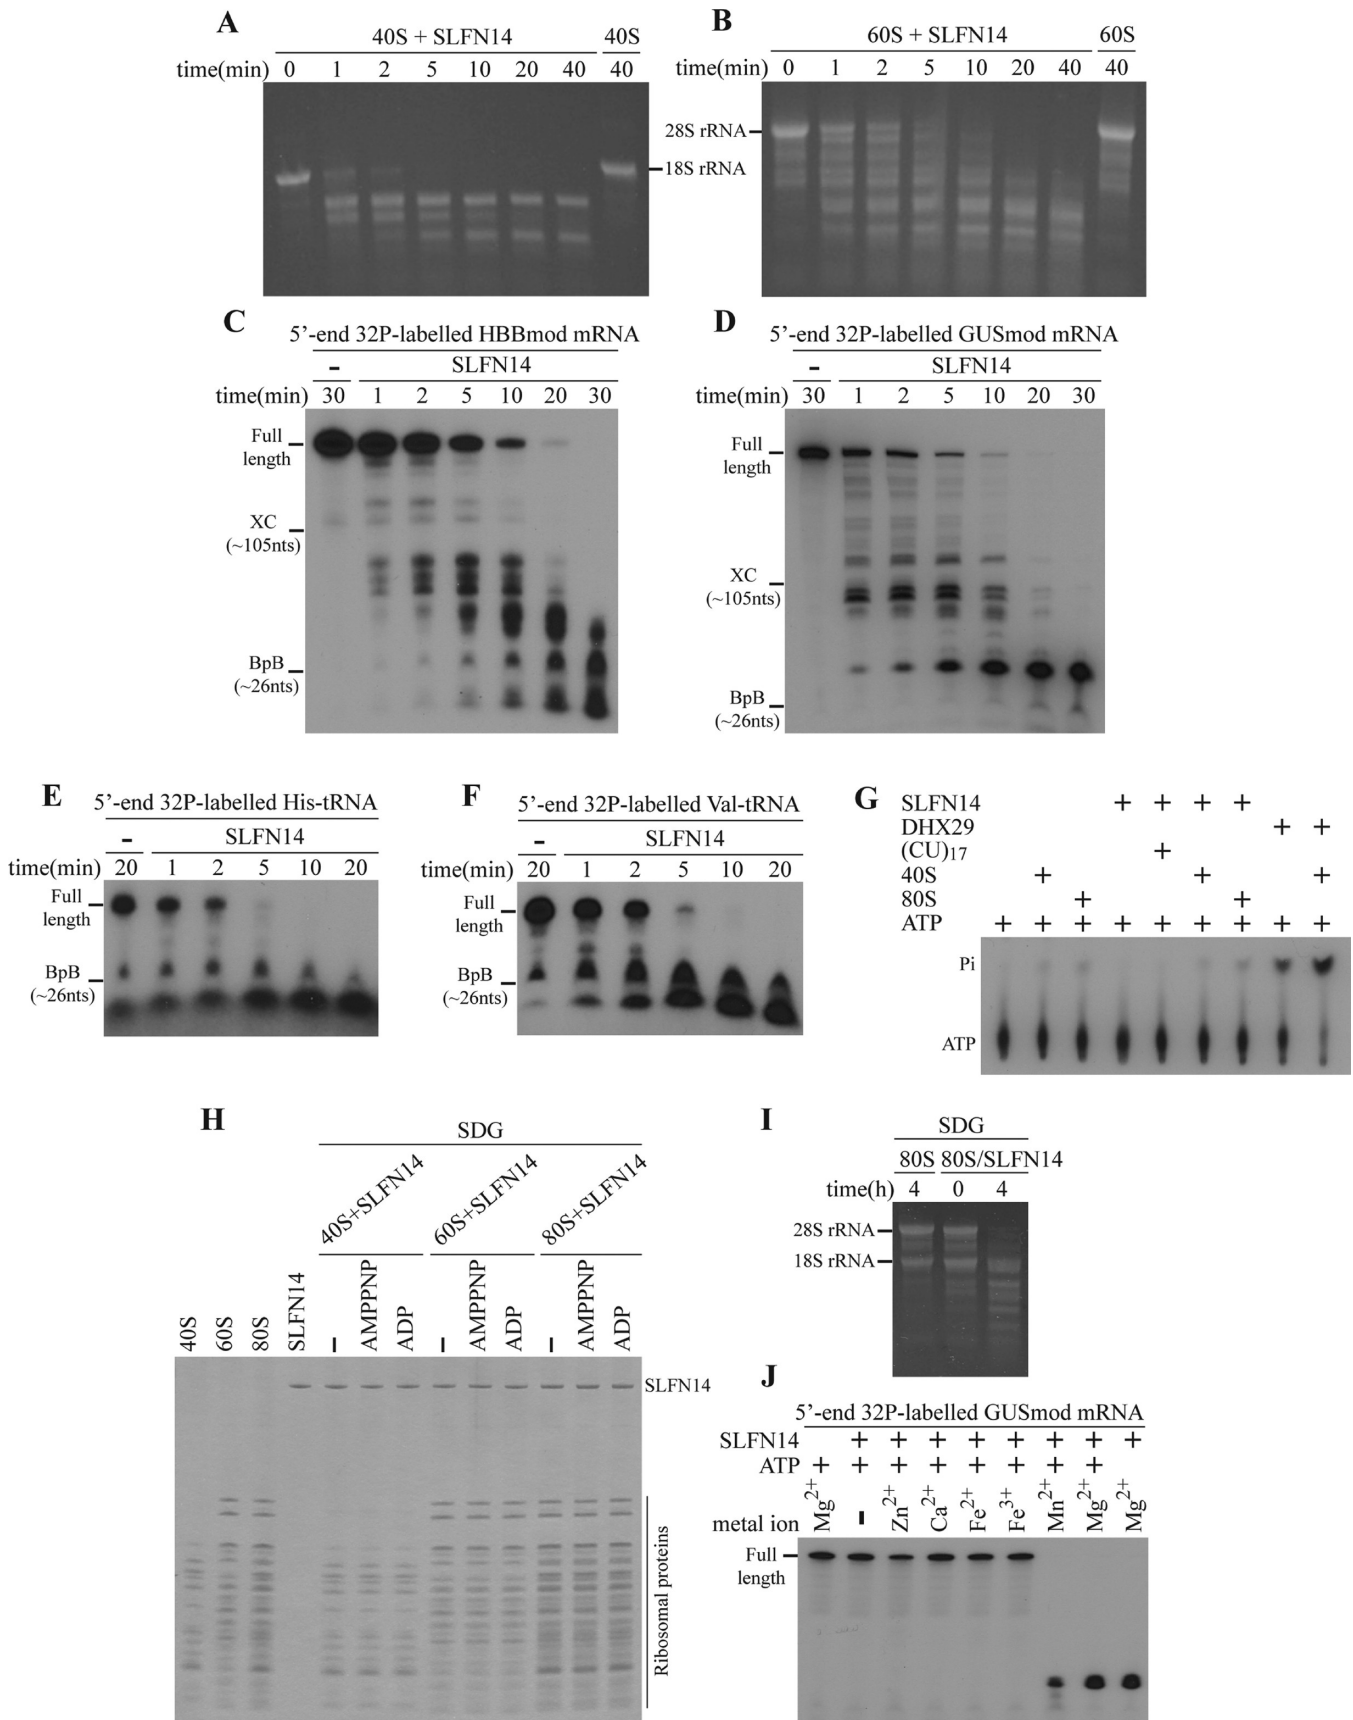 A
40S + SLFN14 40S
time(min) 0 1 2 5 10 20 40 40
18S rRNA
B
60S + SLFN14 60S
time(min) 0 1 2 5 10 20 40 40
28S rRNA
C
5’-end 32P-labelled HBBmod mRNA
- SLFN14
time(min) 30 1 2 5 10 20 30
Full
length
XC
(~105nts)
BpB
(~26nts)
D
5’-end 32P-labelled GUSmod mRNA
- SLFN14
time(min) 30 1 2 5 10 20 30
Full
length
XC
(~105nts)
BpB
(~26nts)
E
5’-end 32P-labelled His-tRNA
- SLFN14
time(min) 20 1 2 5 10 20
Full
length
BpB
(~26nts)
F
5’-end 32P-labelled Val-tRNA
- SLFN14
time(min) 20 1 2 5 10 20
Full
length
BpB
(~26nts)
G
SLFN14 + + + +
DHX29 + +
(CU)17 +
40S + + +
80S + +
ATP + + + + + + + + +
Pi
ATP
H
SDG
40S+SLFN14 60S+SLFN14 80S+SLFN14
40S 60S 80S SLFN14 - AMPPNP ADP - AMPPNP ADP - AMPPNP ADP
SLFN14
Ribosomal proteins
I
SDG
80S 80S/SLFN14
time(h) 4 0 4
28S rRNA
18S rRNA
J
5’-end 32P-labelled GUSmod mRNA
SLFN14 + + + + + + + +
ATP + + + + + + + +
metal ion Mg2+ - Zn2+ Ca2+ Fe2+ Fe3+ Mn2+ Mg2+ Mg2+
Full
length